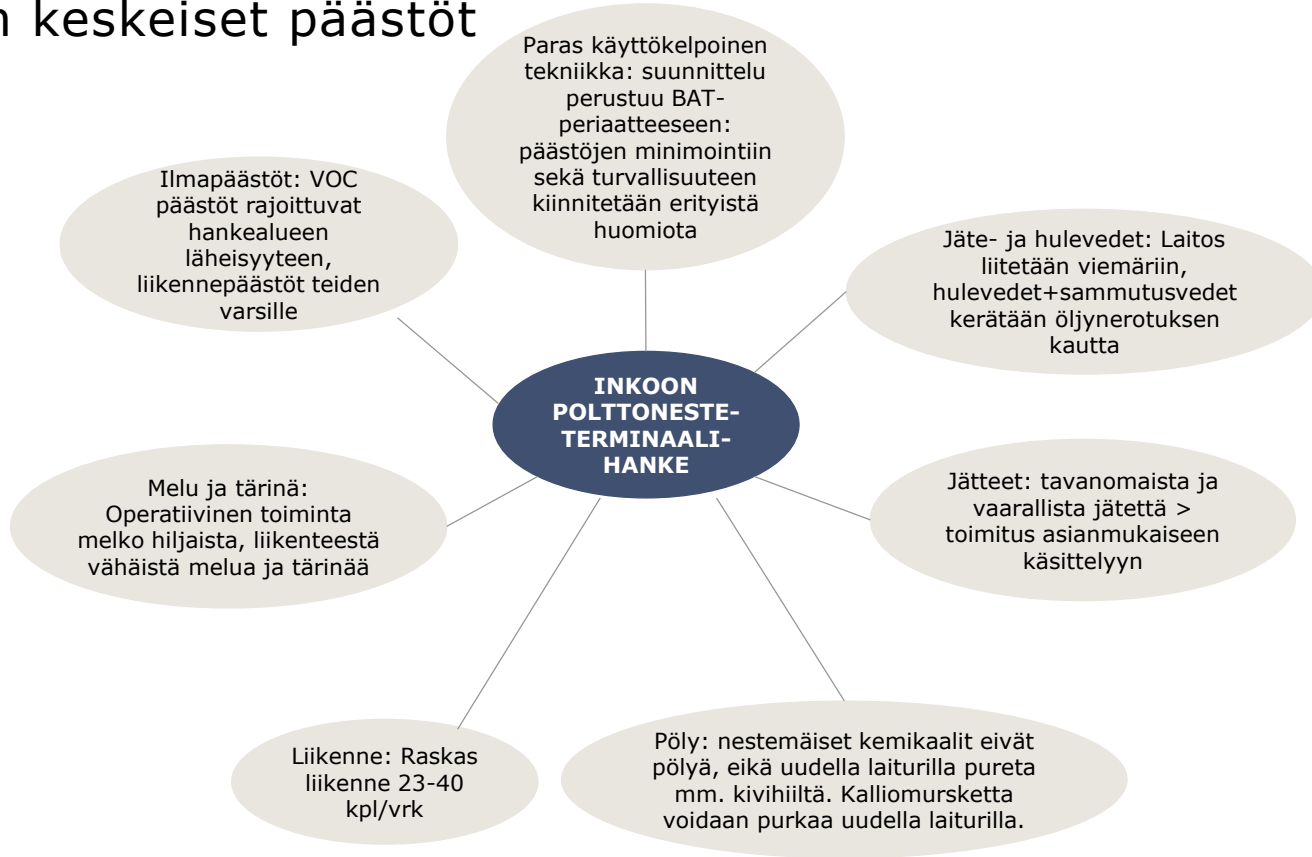 n keskeiset päästöt
Paras käyttökelpoinen
tekniikka: suunnittelu
perustuu BAT-
periaatteeseen:
päästöjen minimointiin
sekä turvallisuuteen
kiinnitetään erityistä
huomiota
Ilmapäästöt: VOC
päästöt rajoittuvat
hankealueen
läheisyyteen,
liikennepäästöt teiden
varsille
Jäte- ja hulevedet: Laitos
liitetään viemäriin,
hulevedet+sammutusvedet
kerätään öljynerotuksen
kautta
INKOON
POLTTONESTE-
TERMINAALI-
HANKE
Melu ja tärinä:
Operatiivinen toiminta
melko hiljaista, liikenteestä
vähäistä melua ja tärinää
Jätteet: tavanomaista ja
vaarallista jätettä >
toimitus asianmukaiseen
käsittelyyn
Liikenne: Raskas
liikenne 23-40
kpl/vrk
Pöly: nestemäiset kemikaalit eivät
pölyä, eikä uudella laiturilla pureta
mm. kivihiiltä. Kalliomursketta
voidaan purkaa uudella laiturilla.